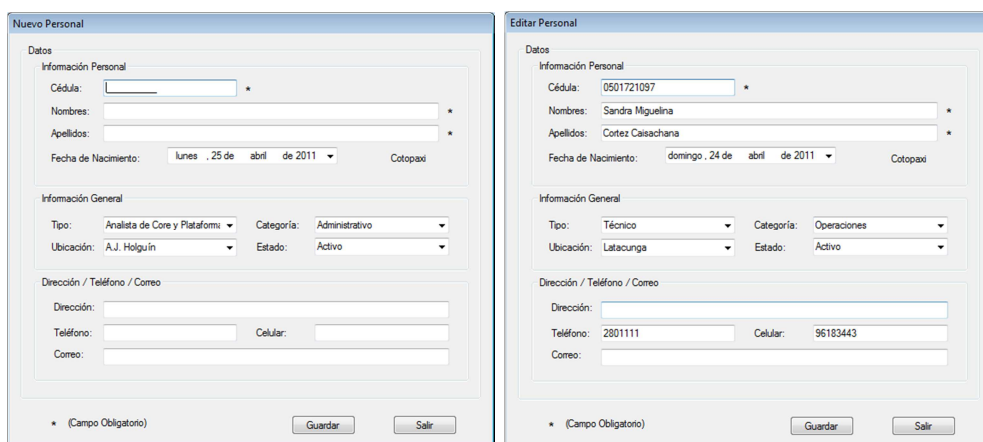 Nuevo Personal
Datos
Información Personal
Cédula: *
Nombres: *
Apellidos: *
Fecha de Nacimiento: lunes , 25 de abril de 2011 Cotopaxi
Información General
Tipo: Analista de Core y Plataforma Categoría: Administrativo
Ubicación: A.J. Holguín Estado: Activo
Dirección / Teléfono / Correo
Dirección:
Teléfono: Celular:
Correo:
* (Campo Obligatorio) Guardar Salir
Editar Personal
Datos
Información Personal
Cédula: 0501721097 *
Nombres: Sandra Miguelina *
Apellidos: Cortez Caisachana *
Fecha de Nacimiento: domingo , 24 de abril de 2011 Cotopaxi
Información General
Tipo: Técnico Categoría: Operaciones
Ubicación: Latacunga Estado: Activo
Dirección / Teléfono / Correo
Dirección:
Teléfono: 2801111 Celular: 96183443
Correo:
* (Campo Obligatorio) Guardar Salir